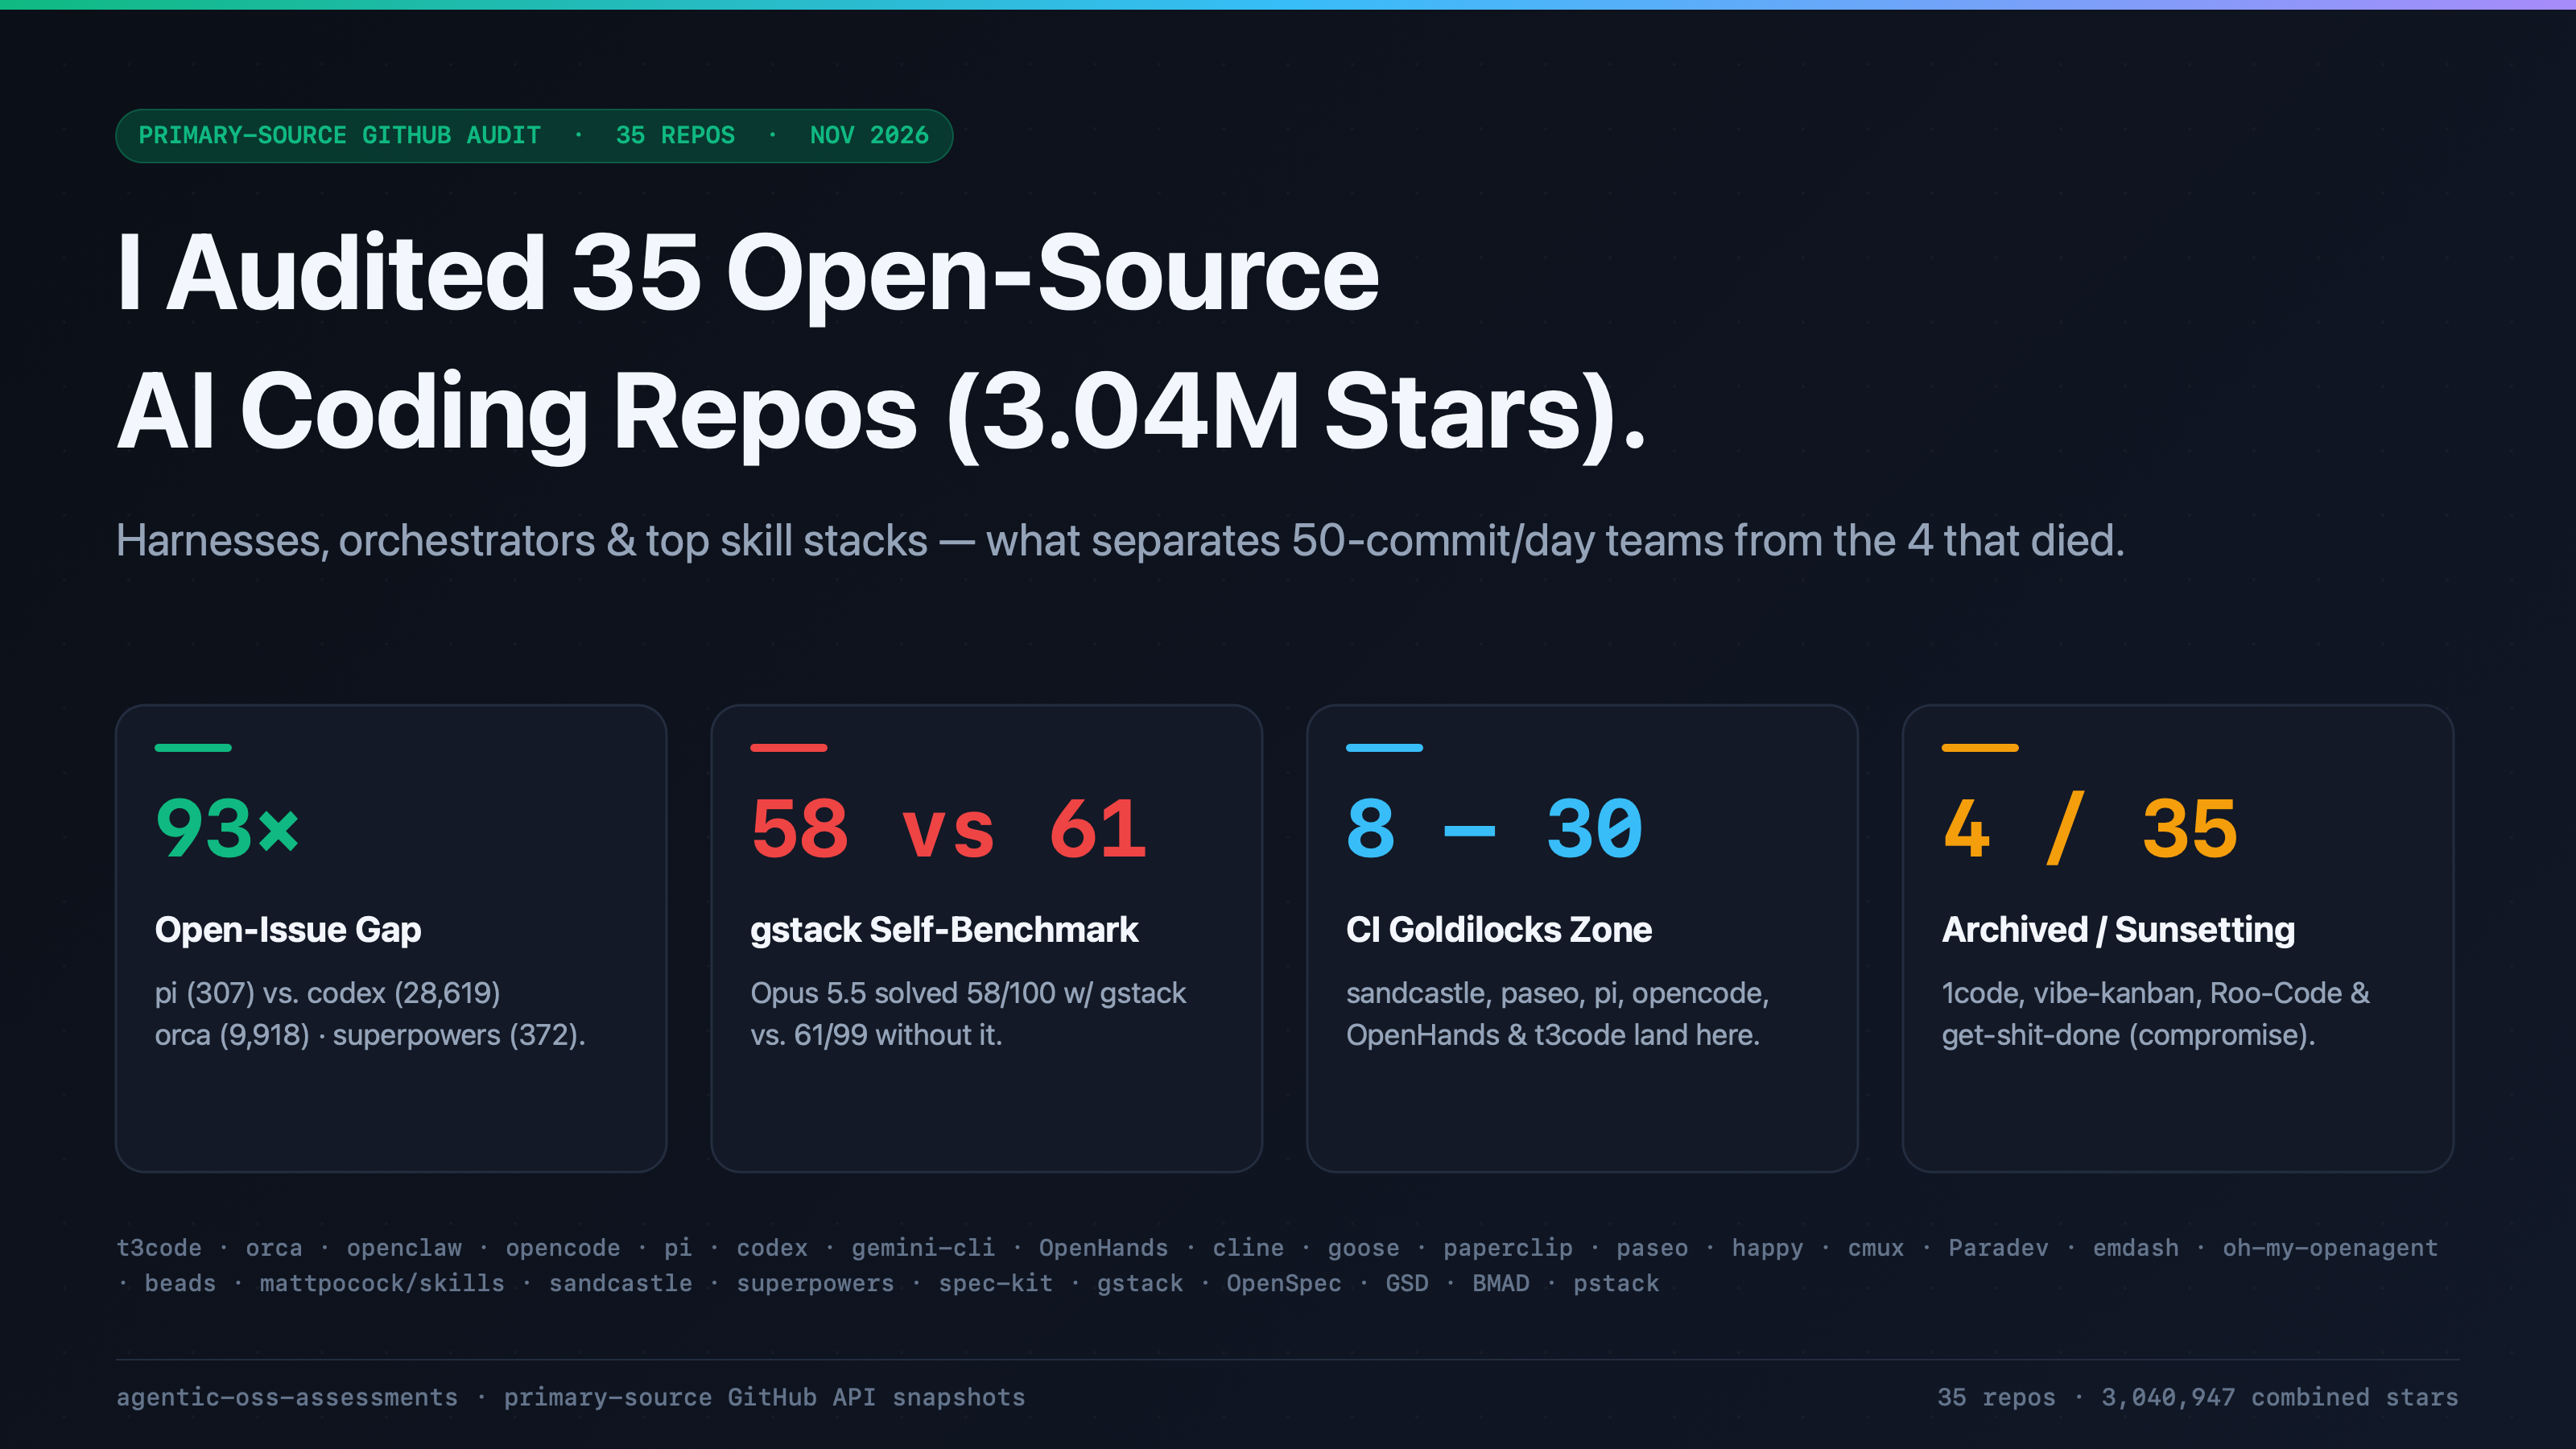 PRIMARY-SOURCE GITHUB AUDIT · 35 REPOS · NOV 2026
I Audited 35 Open-Source
AI Coding Repos (3.04M Stars).
Harnesses, orchestrators & top skill stacks — what separates 50-commit/day teams from the 4 that died.
93×
Open-Issue Gap
pi (307) vs. codex (28,619)
orca (9,918) · superpowers (372).
58 vs 61
gstack Self-Benchmark
Opus 5.5 solved 58/100 w/ gstack
vs. 61/99 without it.
8 – 30
CI Goldilocks Zone
sandcastle, paseo, pi, opencode,
OpenHands & t3code land here.
4 / 35
Archived / Sunsetting
1code, vibe-kanban, Roo-Code &
get-shit-done (compromise).
t3code · orca · openclaw · opencode · pi · codex · gemini-cli · OpenHands · cline · goose · paperclip · paseo · happy · cmux · Paradev · emdash · oh-my-openagent
· beads · mattpocock/skills · sandcastle · superpowers · spec-kit · gstack · OpenSpec · GSD · BMAD · pstack
agentic-oss-assessments · primary-source GitHub API snapshots
35 repos · 3,040,947 combined stars